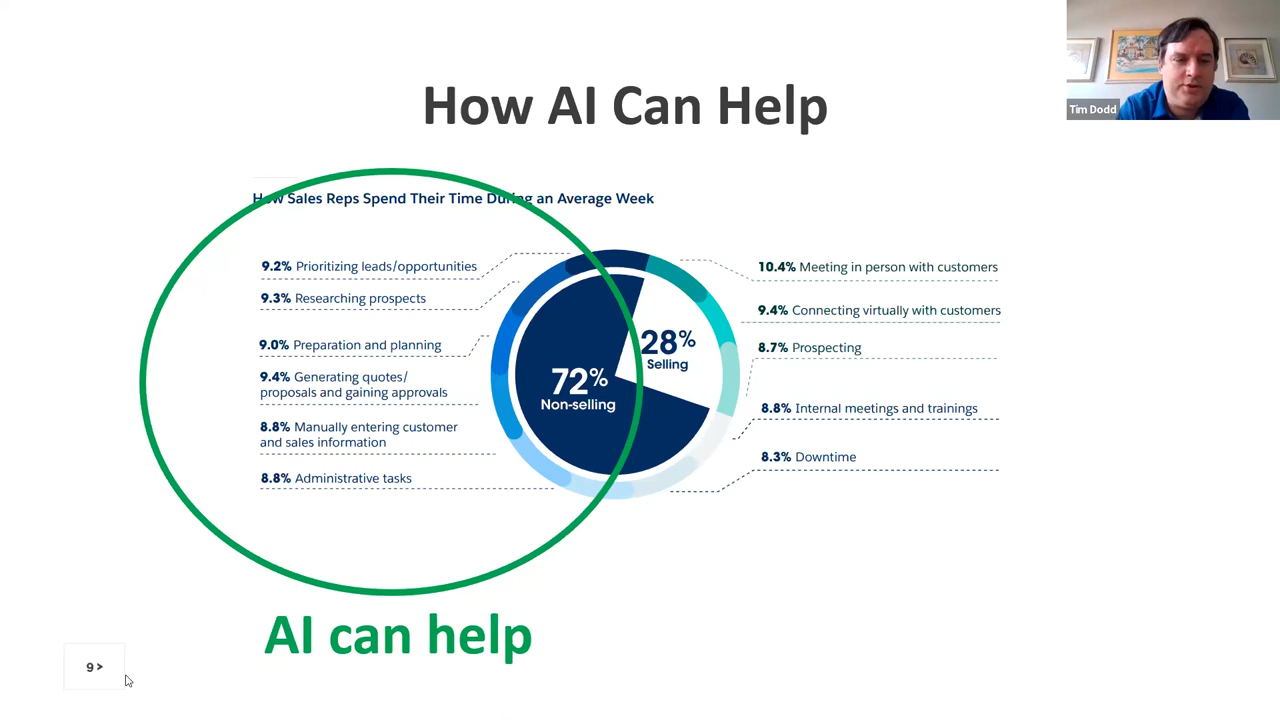 How AI Can Help
Tim Dodd
How Sales Reps Spend Their Time During an Average Week
9.2% Prioritizing leads/opportunities
9.3% Researching prospects
9.0% Preparation and planning
9.4% Generating quotes/
proposals and gaining approvals
8.8% Manually entering customer
and sales information
8.8% Administrative tasks
72%
Non-selling
28%
Selling
10.4% Meeting in person with customers
9.4% Connecting virtually with customers
8.7% Prospecting
8.8% Internal meetings and trainings
8.3% Downtime
AI can help
9 >